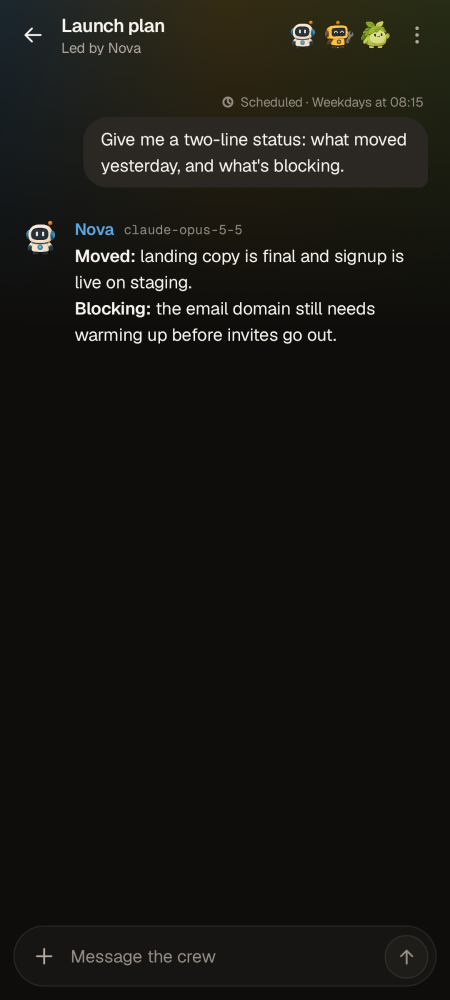 Launch plan
Led by Nova
Scheduled · Weekdays at 08:15
Give me a two-line status: what moved
yesterday, and what's blocking.
Nova claude-opus-5-5
Moved: landing copy is final and signup is
live on staging.
Blocking: the email domain still needs
warming up before invites go out.
Message the crew